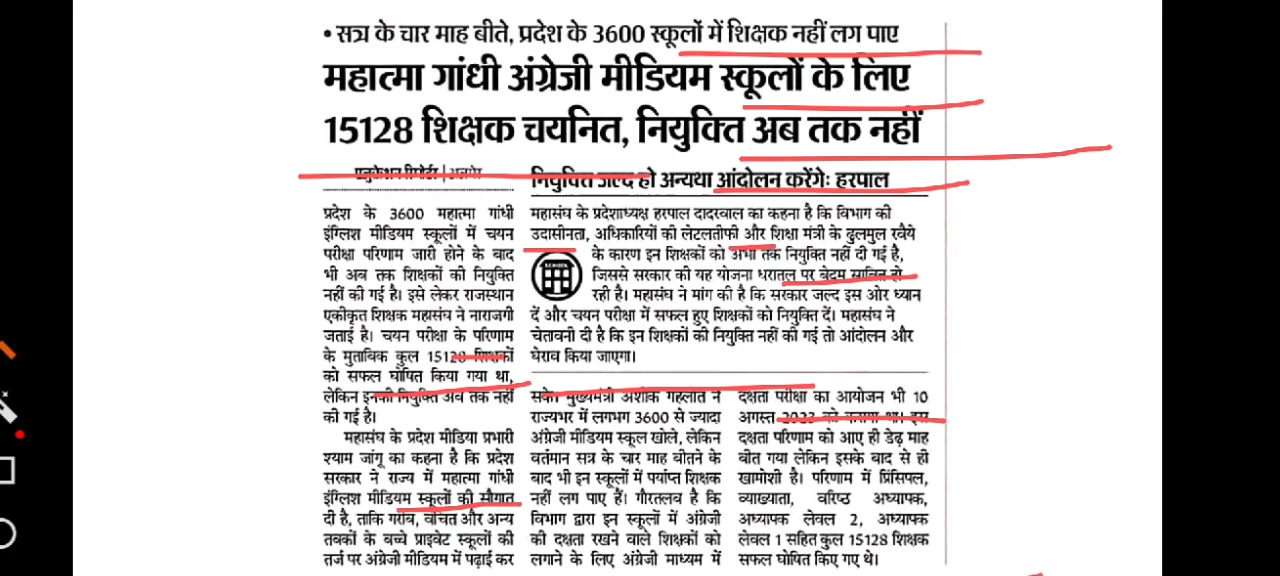 • सत्र के चार माह बीते, प्रदेश के 3600 स्कूलों में शिक्षक नहीं लग पाए
महात्मा गांधी अंग्रेजी मीडियम स्कूलों के लिए
15128 शिक्षक चयनित, नियुक्ति अब तक नहीं
एजुकेशन रिपोर्टर | अजमेर
प्रदेश के 3600 महात्मा गांधी
इंग्लिश मीडियम स्कूलों में चयन
परीक्षा परिणाम जारी होने के बाद
भी अब तक शिक्षकों की नियुक्ति
नहीं की गई है। इसे लेकर राजस्थान
एकीकृत शिक्षक महासंघ ने नाराजगी
जताई है। चयन परीक्षा के परिणाम
के मुताबिक कुल 15128 शिक्षकों
को सफल घोषित किया गया था,
लेकिन इनकी नियुक्ति अब तक नहीं
की गई है।
महासंघ के प्रदेश मीडिया प्रभारी
श्याम जांगू का कहना है कि प्रदेश
सरकार ने राज्य में महात्मा गांधी
इंग्लिश मीडियम स्कूलों की सौगात
दी है, ताकि गरीब, वंचित और अन्य
तबकों के बच्चे प्राइवेट स्कूलों की
तर्ज पर अंग्रेजी मीडियम में पढ़ाई कर
नियुक्ति जल्द हो अन्यथा आंदोलन करेंगेः हरपाल
महासंघ के प्रदेशाध्यक्ष हरपाल दादरवाल का कहना है कि विभाग की
उदासीनता, अधिकारियों की लेटलतीफी और शिक्षा मंत्री के ढुलमुल रवैये
के कारण इन शिक्षकों को अभी तक नियुक्ति नहीं दी गई है,
जिससे सरकार की यह योजना धरातल पर बेदम साबित हो
रही है। महासंघ ने मांग की है कि सरकार जल्द इस ओर ध्यान
दें और चयन परीक्षा में सफल हुए शिक्षकों को नियुक्ति दें। महासंघ ने
चेतावनी दी है कि इन शिक्षकों की नियुक्ति नहीं की गई तो आंदोलन और
घेराव किया जाएगा।
सके। मुख्यमंत्री अशोक गहलोत ने
राज्यभर में लगभग 3600 से ज्यादा
अंग्रेजी मीडियम स्कूल खोले, लेकिन
वर्तमान सत्र के चार माह बीतने के
बाद भी इन स्कूलों में पर्याप्त शिक्षक
नहीं लग पाए हैं। गौरतलब है कि
विभाग द्वारा इन स्कूलों में अंग्रेजी
की दक्षता रखने वाले शिक्षकों को
लगाने के लिए अंग्रेजी माध्यम में
दक्षता परीक्षा का आयोजन भी 10
अगस्त 2023 को कराया था। इस
दक्षता परिणाम को आए ही डेढ़ माह
बीत गया लेकिन इसके बाद से ही
खामोशी है। परिणाम में प्रिंसिपल,
व्याख्याता, वरिष्ठ अध्यापक,
अध्यापक लेवल 2, अध्यापक
लेवल 1 सहित कुल 15128 शिक्षक
सफल घोषित किए गए थे।